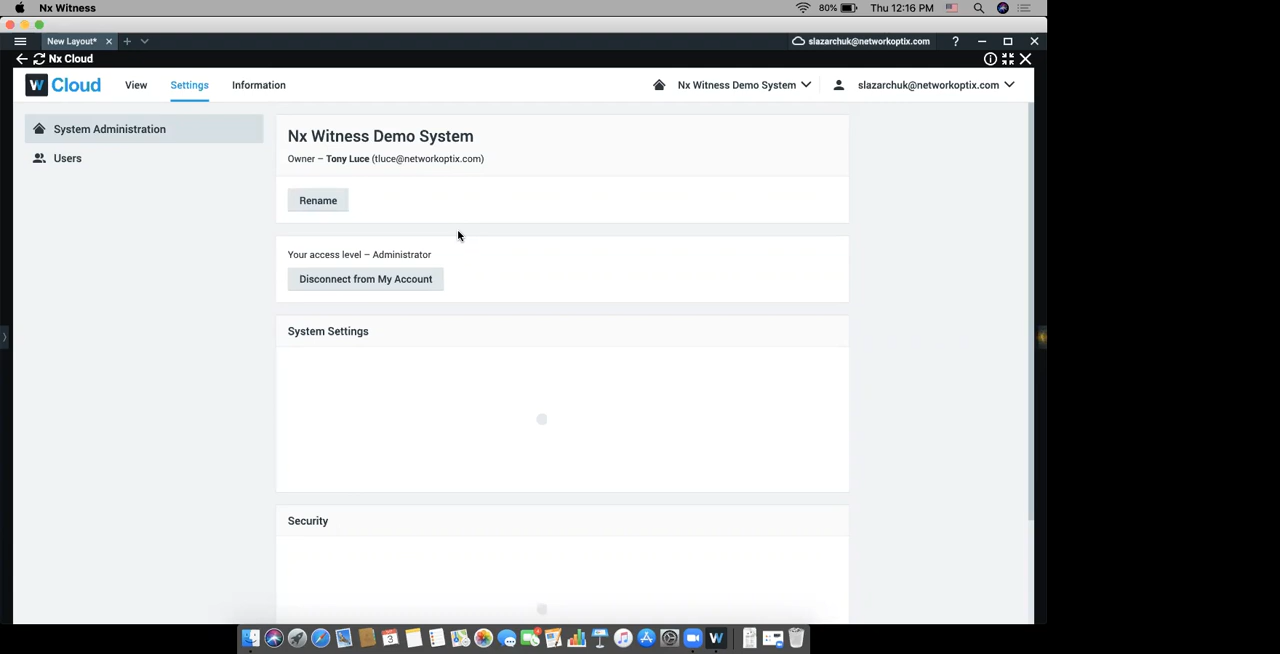 Nx Witness
80%
Thu 12:16 PM
New Layout*
slazarchuk@networkoptix.com
?
Nx Cloud
W Cloud
View
Settings
Information
Nx Witness Demo System
slazarchuk@networkoptix.com
System Administration
Users
Nx Witness Demo System
Owner – Tony Luce (tluce@networkoptix.com)
Rename
Your access level – Administrator
Disconnect from My Account
System Settings
Security
3
W